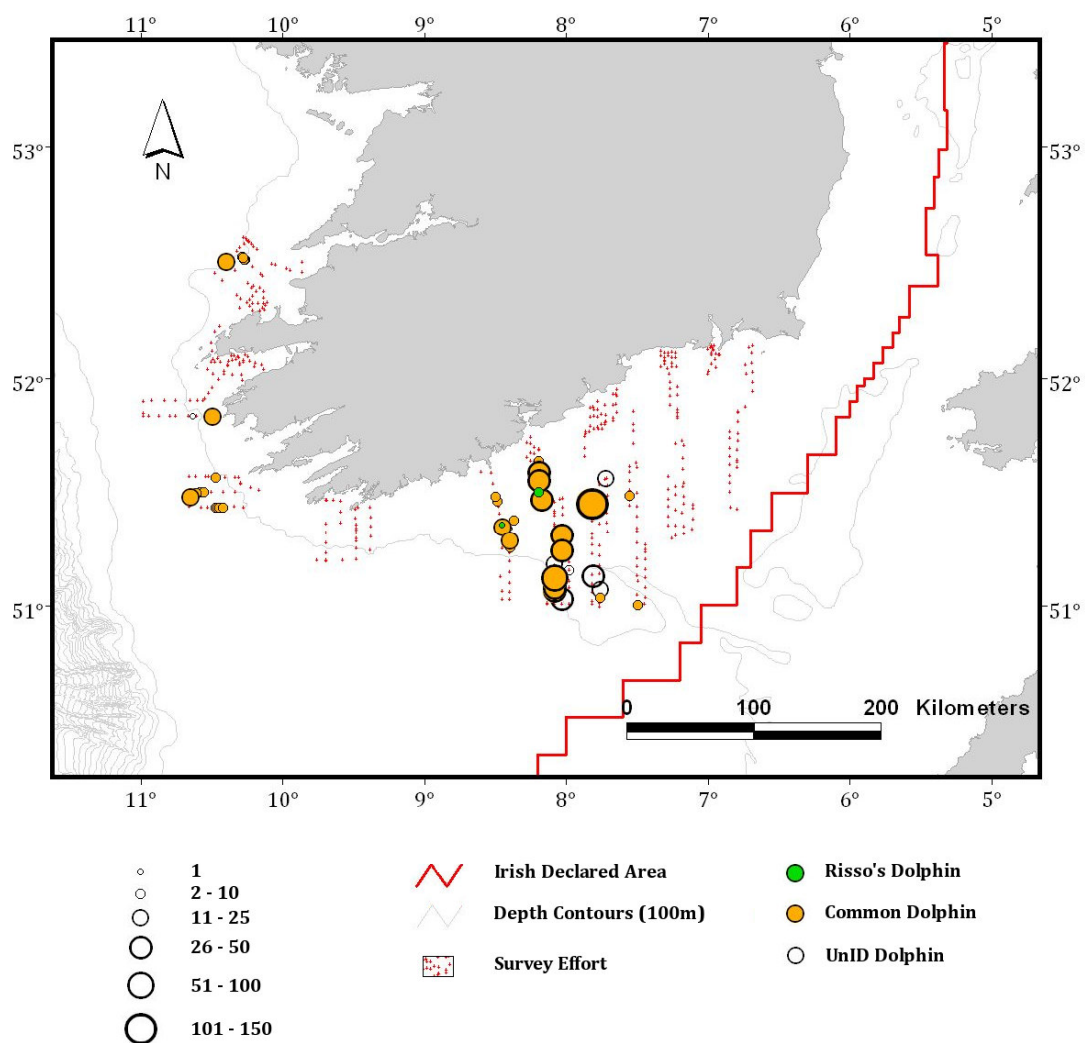 11° 10° 9° 8° 7° 6° 5°
53° 53°
N
52° 52°
51° 51°
0 100 200 Kilometers
11° 10° 9° 8° 7° 6° 5°
1 Irish Declared Area Risso's Dolphin
2 - 10
11 - 25 Depth Contours (100m) Common Dolphin
26 - 50
Survey Effort UnID Dolphin
51 - 100
101 - 150